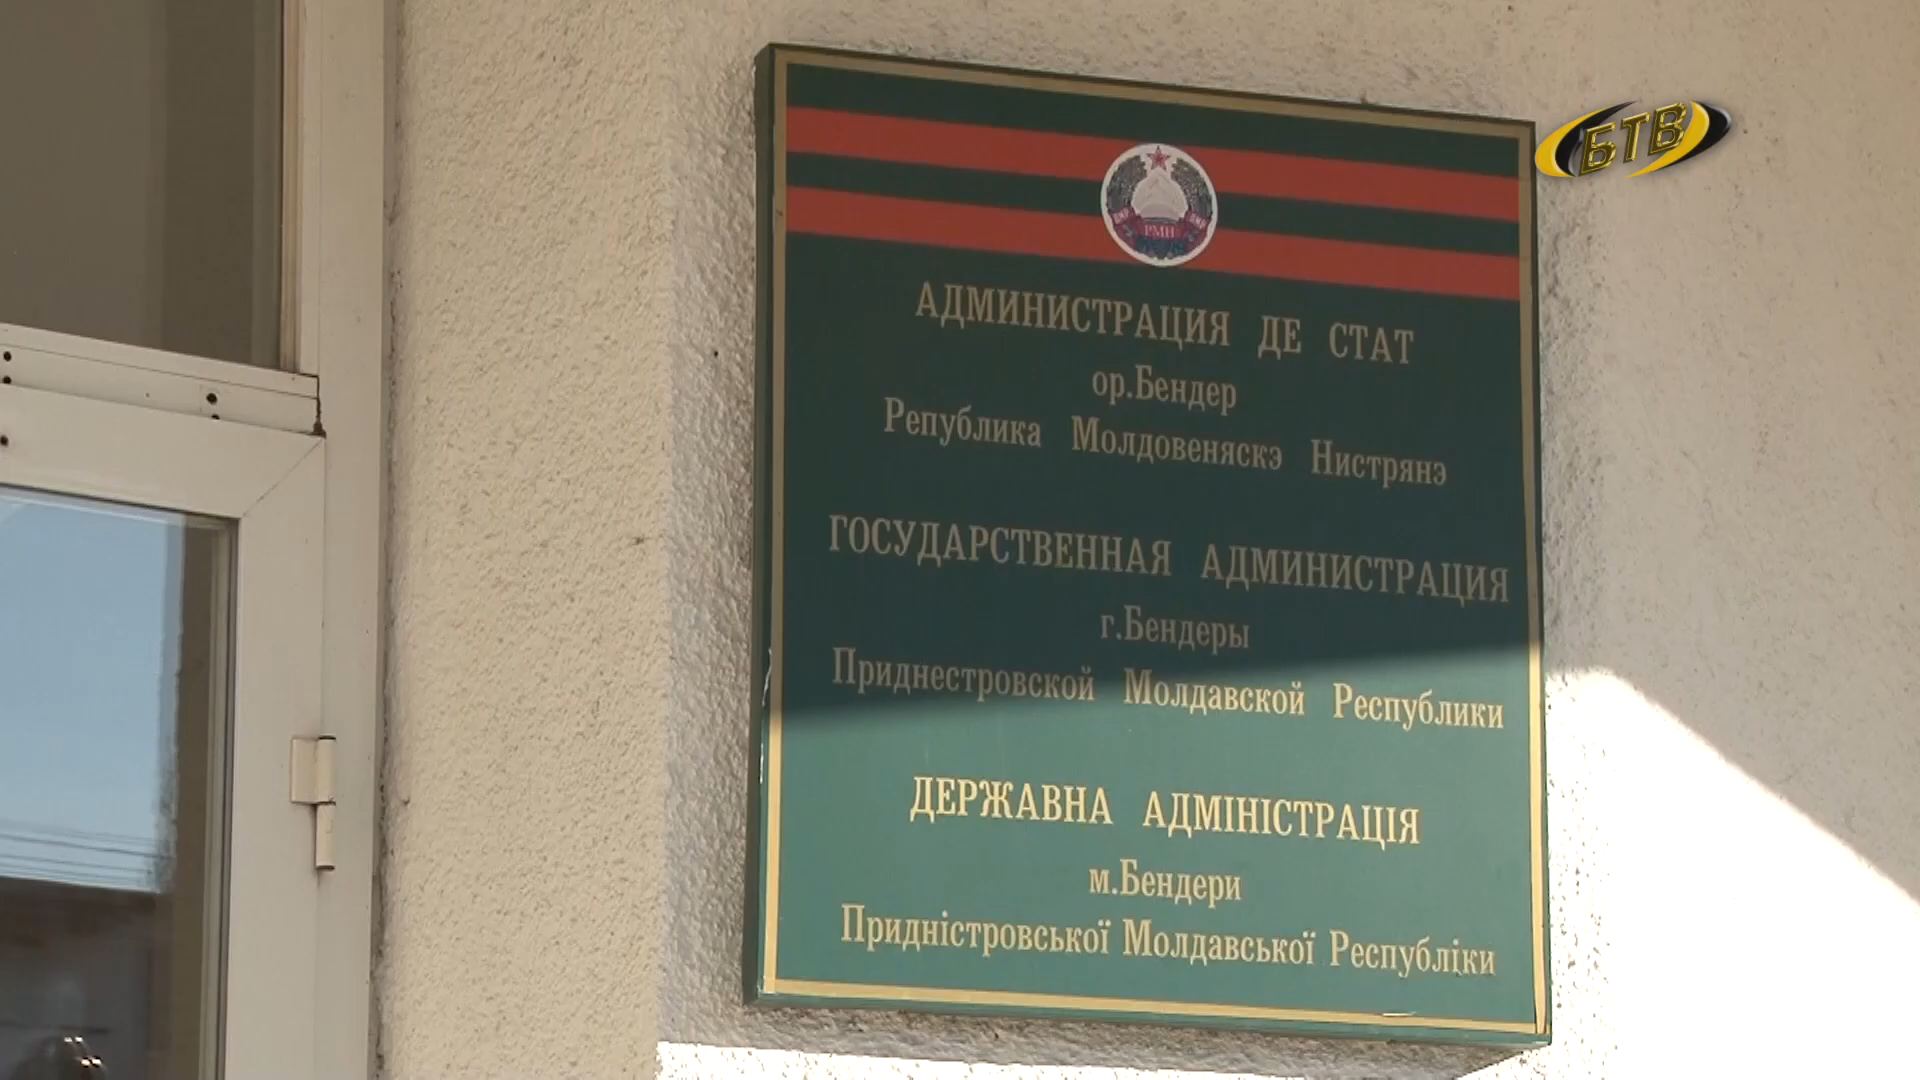 БТВ
РМН
АДМИНИСТРАЦИЯ ДЕ СТАТ
ор.Бендер
Република Молдовеняскэ Нистрянэ
ГОСУДАРСТВЕННАЯ АДМИНИСТРАЦИЯ
г.Бендеры
Приднестровской Молдавской Республики
ДЕРЖАВНА АДМІНІСТРАЦІЯ
м.Бендери
Придністровської Молдавської Республіки